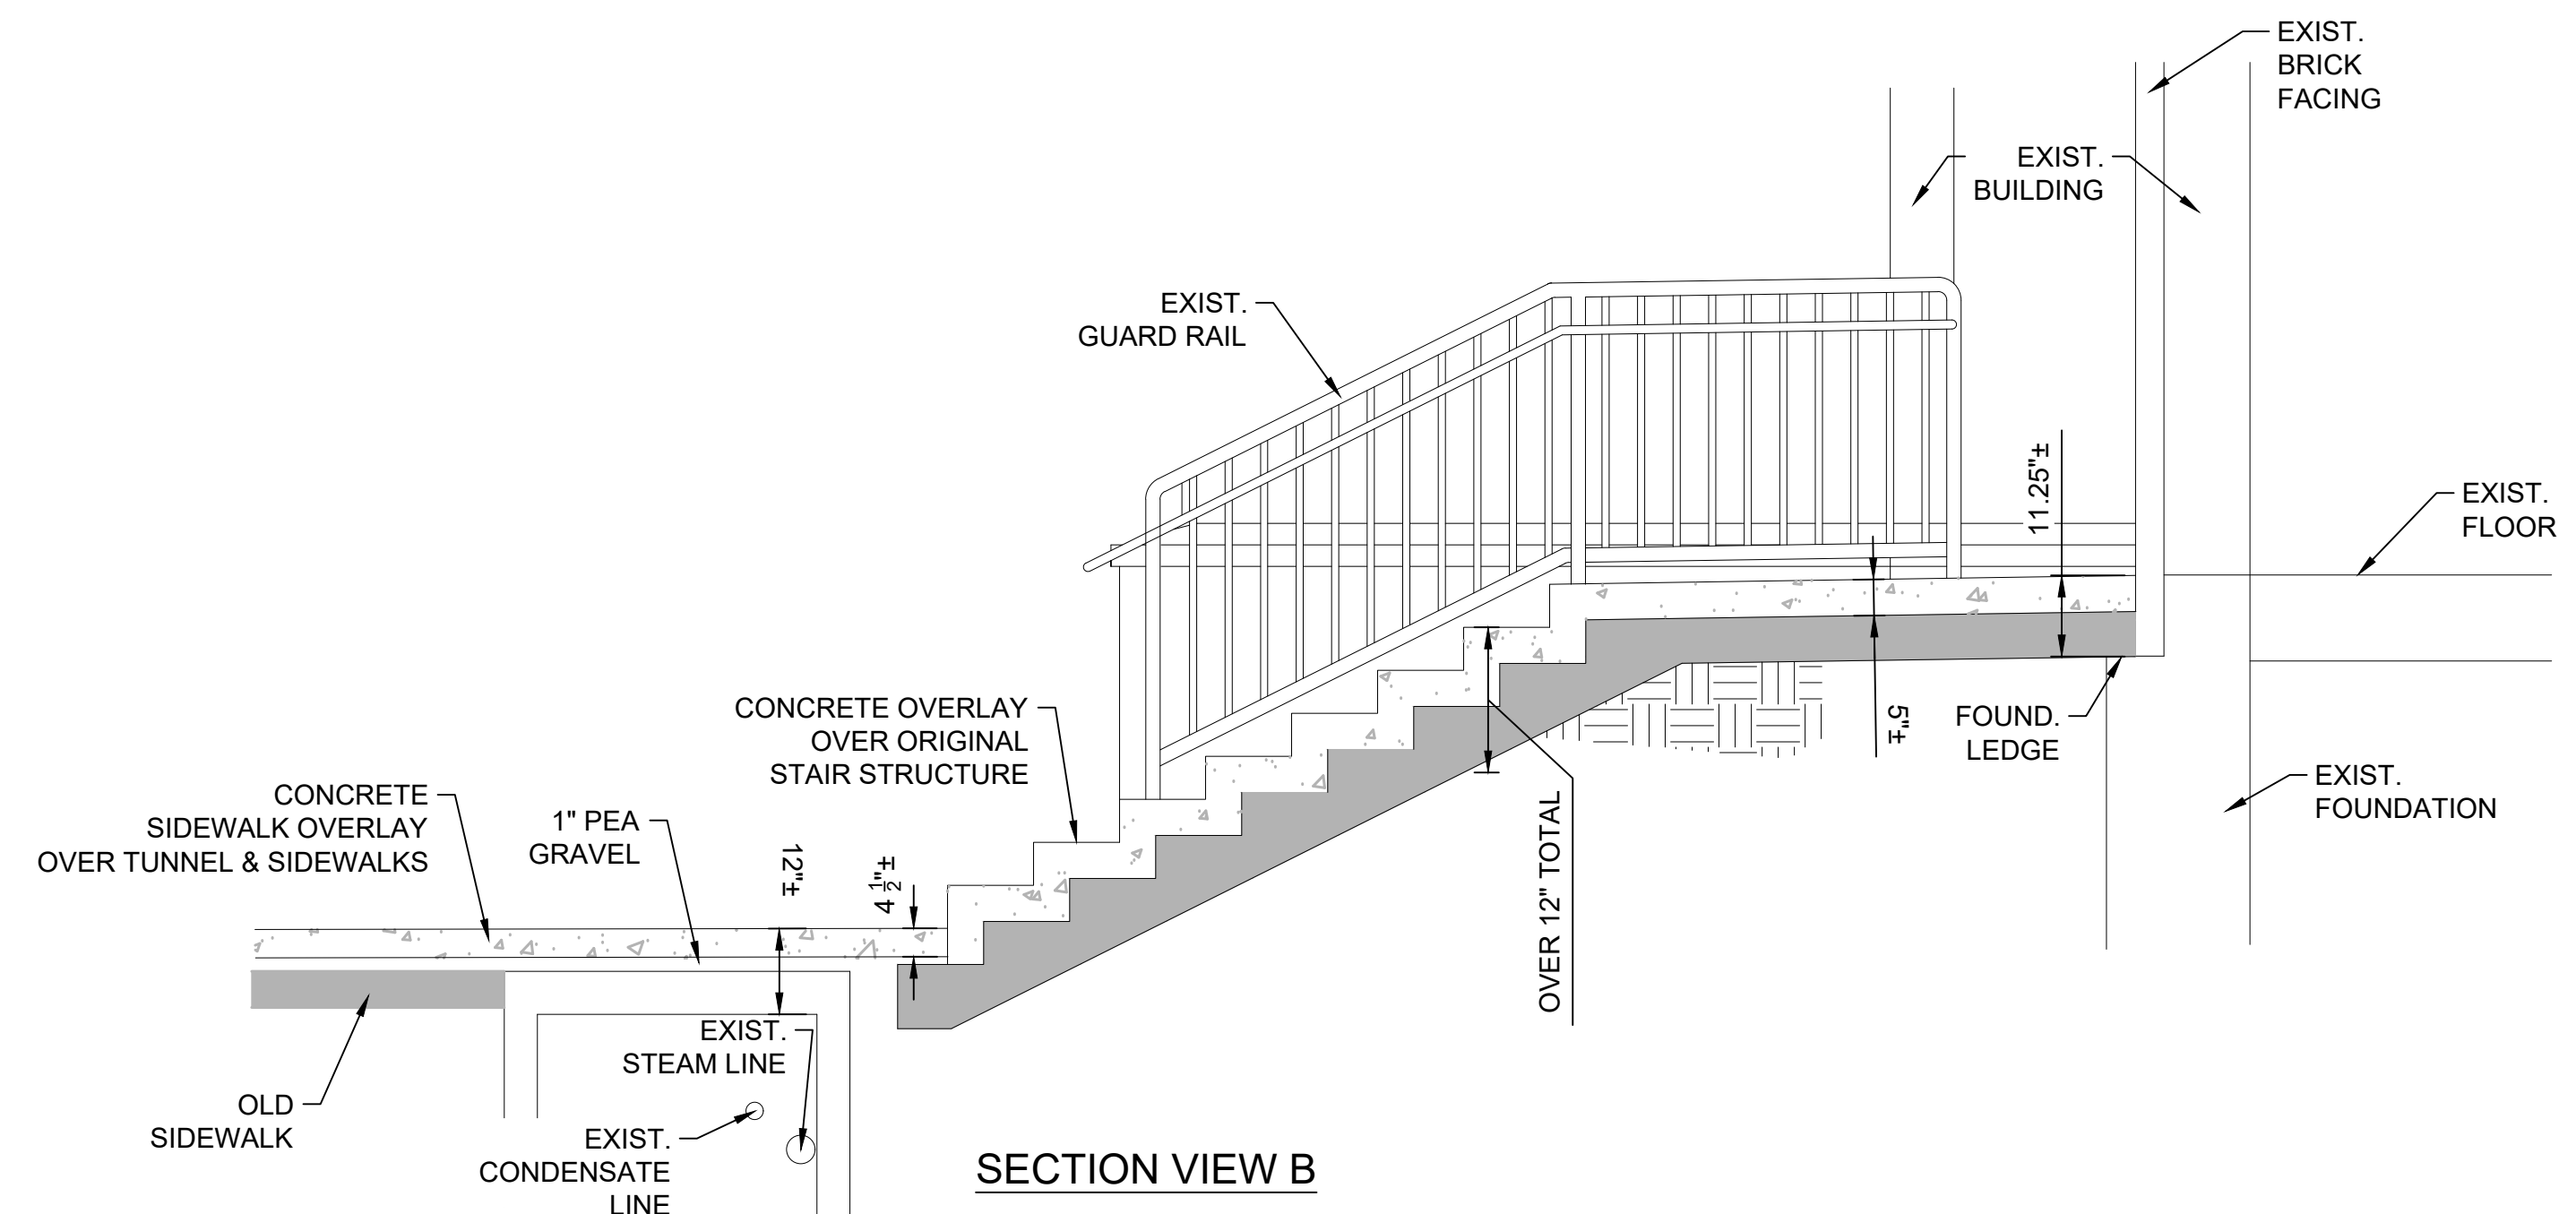 EXIST.
BRICK
FACING
EXIST.
BUILDING
EXIST.
GUARD RAIL
11.25"±
EXIST.
FLOOR
CONCRETE OVERLAY
OVER ORIGINAL
STAIR STRUCTURE
5"±
FOUND.
LEDGE
EXIST.
FOUNDATION
CONCRETE
SIDEWALK OVERLAY
OVER TUNNEL & SIDEWALKS
1" PEA
GRAVEL
12"±
4 1/2"±
OVER 12" TOTAL
EXIST.
STEAM LINE
OLD
SIDEWALK
EXIST.
CONDENSATE
LINE
SECTION VIEW B